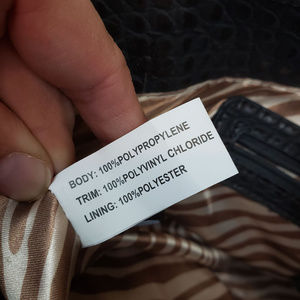 BODY: 100%POLYPROPYLENE
TRIM: 100%POLYVINYL CHLORIDE
LINING: 100%POLYESTER